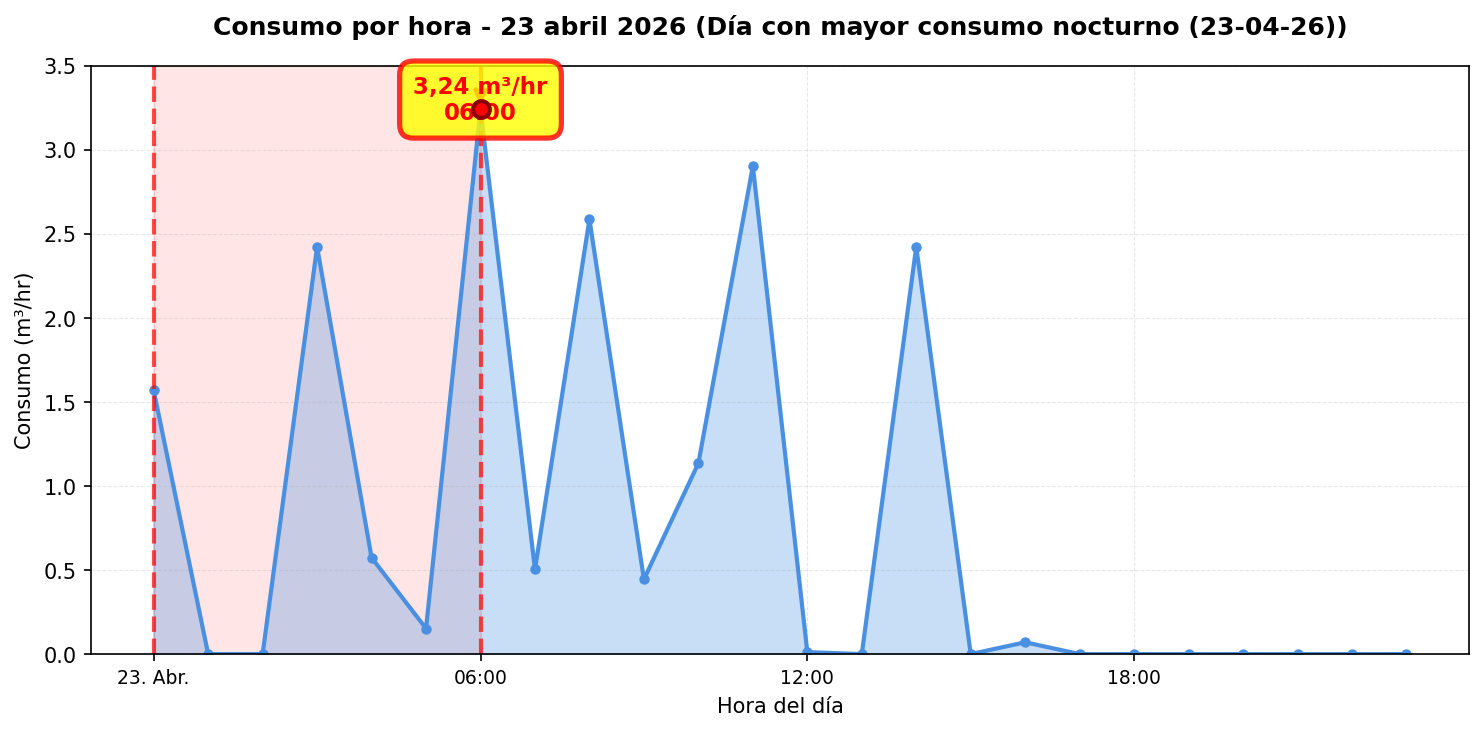 Consumo por hora - 23 abril 2026 (Día con mayor consumo nocturno (23-04-26))
3,24 m³/hr
06:00
3.5
3.0
2.5
2.0
1.5
1.0
0.5
0.0
Consumo (m³/hr)
23. Abr.
06:00
12:00
18:00
Hora del día